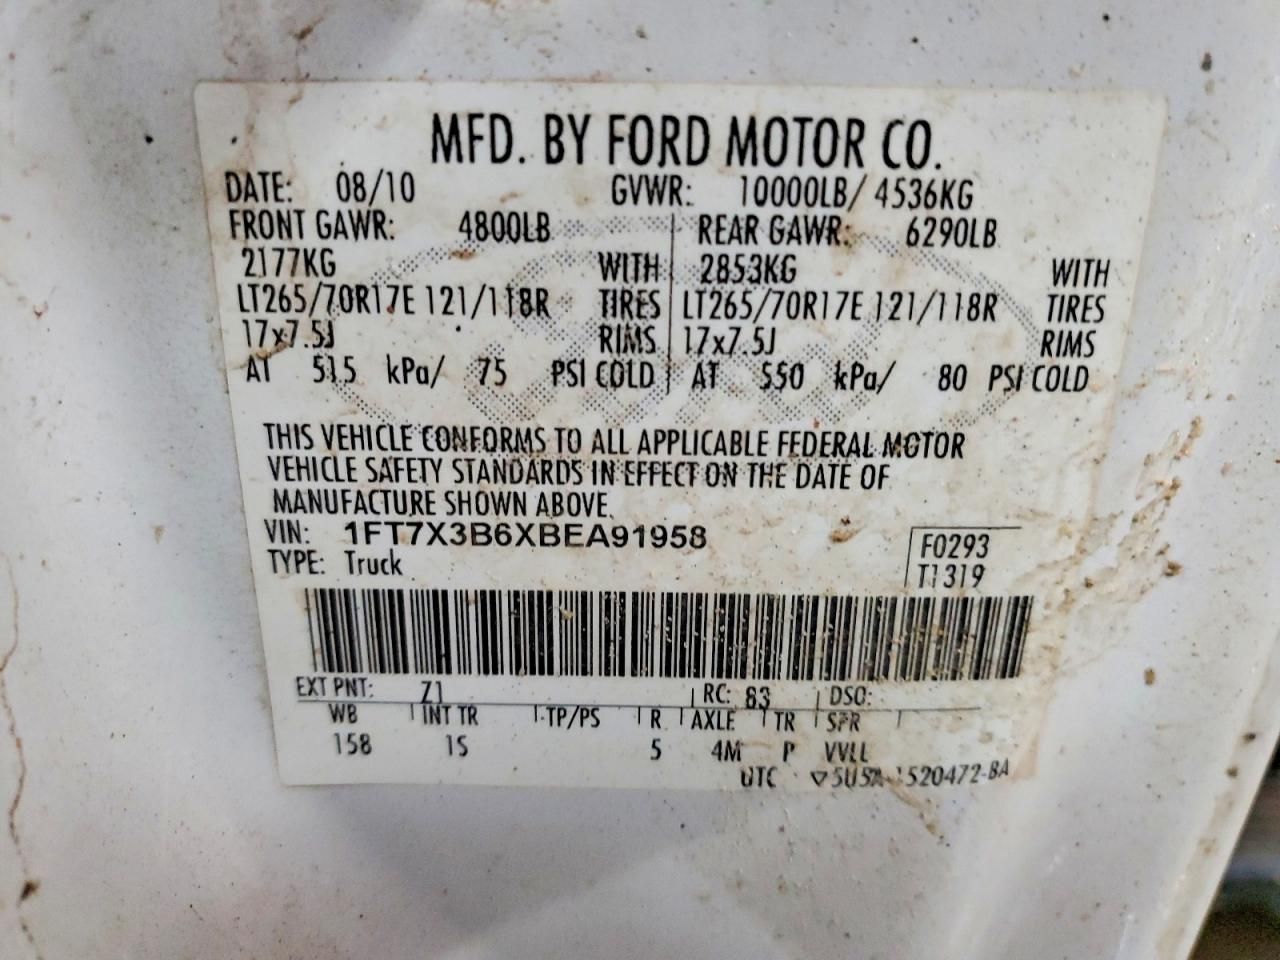 MFD. BY FORD MOTOR CO.
DATE: 08/10 GVWR: 10000LB/ 4536KG
FRONT GAWR: 4800LB REAR GAWR: 6290LB
2177KG WITH 2853KG WITH
LT265/70R17E 121/118R TIRES LT265/70R17E 121/118R TIRES
17x7.5J RIMS 17x7.5J RIMS
AT 515 kPa/ 75 PSI COLD AT 550 kPa/ 80 PSI COLD
THIS VEHICLE CONFORMS TO ALL APPLICABLE FEDERAL MOTOR
VEHICLE SAFETY STANDARDS IN EFFECT ON THE DATE OF
MANUFACTURE SHOWN ABOVE.
VIN: 1FT7X3B6XBEA91958
F0293
TYPE: Truck
T1319
EXT PNT: Z1 RC: 83 DSO:
WB INT TR TP/PS R AXLE TR SPR
158 1S 5 4M P VVLL
UTC